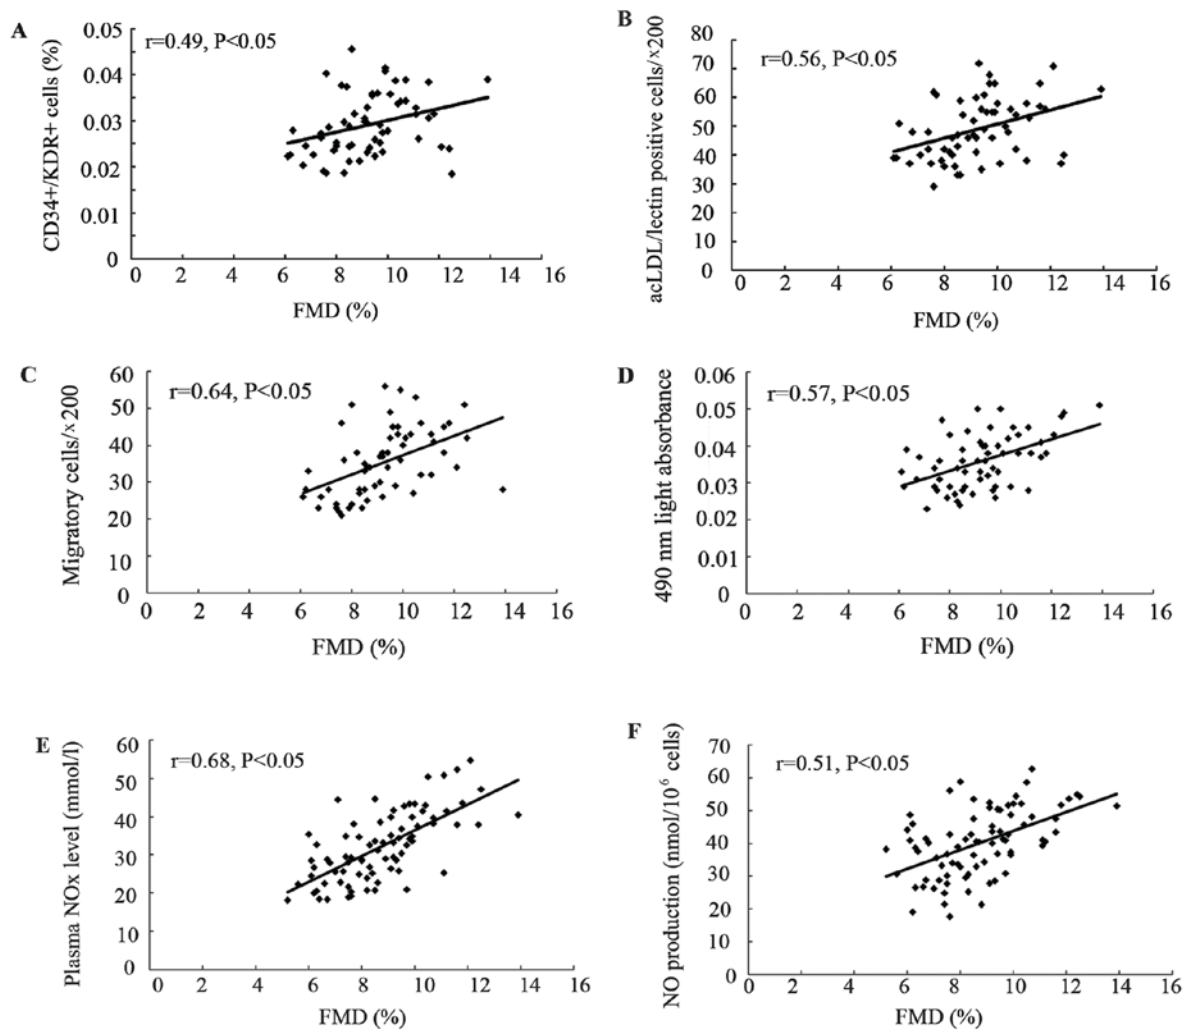 A
r=0.49, P<0.05
CD34+/KDR+ cells (%)
0.05
0.04
0.03
0.02
0.01
0
0 2 4 6 8 10 12 14 16
FMD (%)
B
r=0.56, P<0.05
acLDL/lectin positive cells/×200
80
70
60
50
40
30
20
10
0
0 2 4 6 8 10 12 14 16
FMD (%)
C
r=0.64, P<0.05
Migratory cells/×200
60
50
40
30
20
10
0
0 2 4 6 8 10 12 14 16
FMD (%)
D
r=0.57, P<0.05
490 nm light absorbance
0.06
0.05
0.04
0.03
0.02
0.01
0
0 2 4 6 8 10 12 14 16
FMD (%)
E
r=0.68, P<0.05
Plasma NOx level (mmol/l)
60
50
40
30
20
10
0
0 2 4 6 8 10 12 14 16
FMD (%)
F
r=0.51, P<0.05
NO production (nmol/10⁶ cells)
70
60
50
40
30
20
10
0
0 2 4 6 8 10 12 14 16
FMD (%)